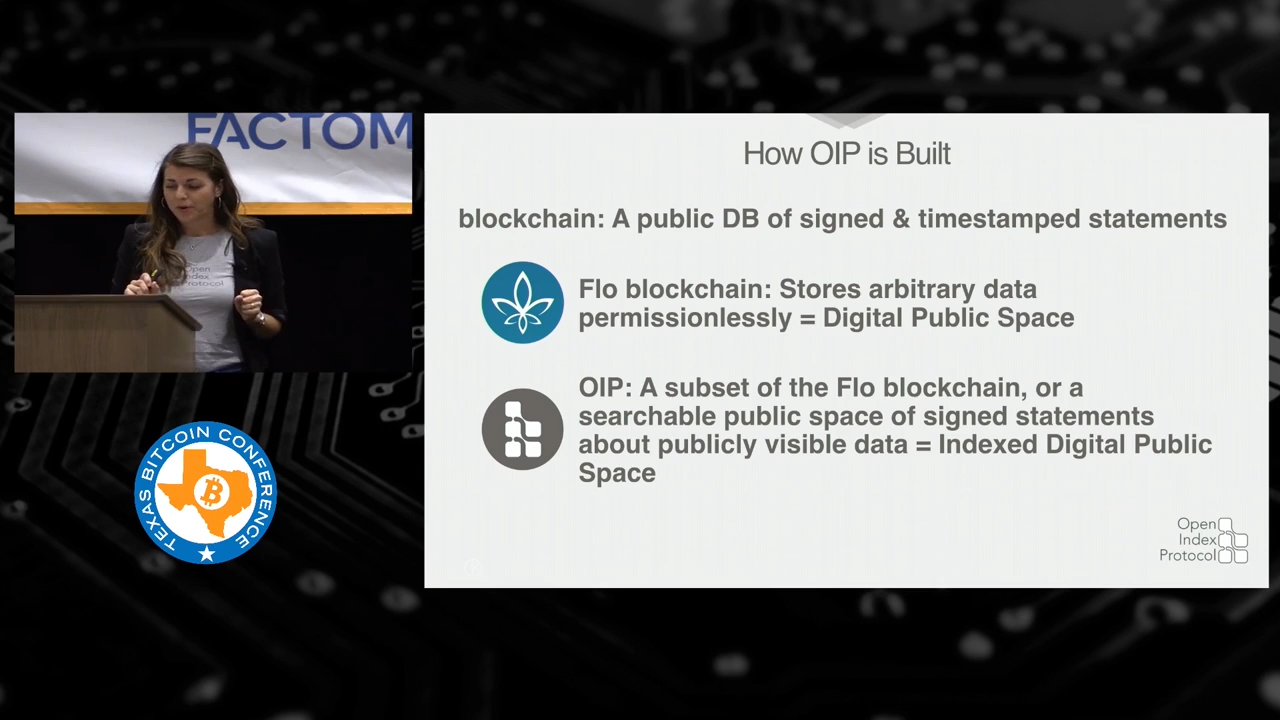 FACTOM
Open
Index
Protocol
TEXAS BITCOIN CONFERENCE
How OIP is Built
blockchain: A public DB of signed & timestamped statements
Flo blockchain: Stores arbitrary data
permissionlessly = Digital Public Space
OIP: A subset of the Flo blockchain, or a
searchable public space of signed statements
about publicly visible data = Indexed Digital Public
Space
Open
Index
Protocol